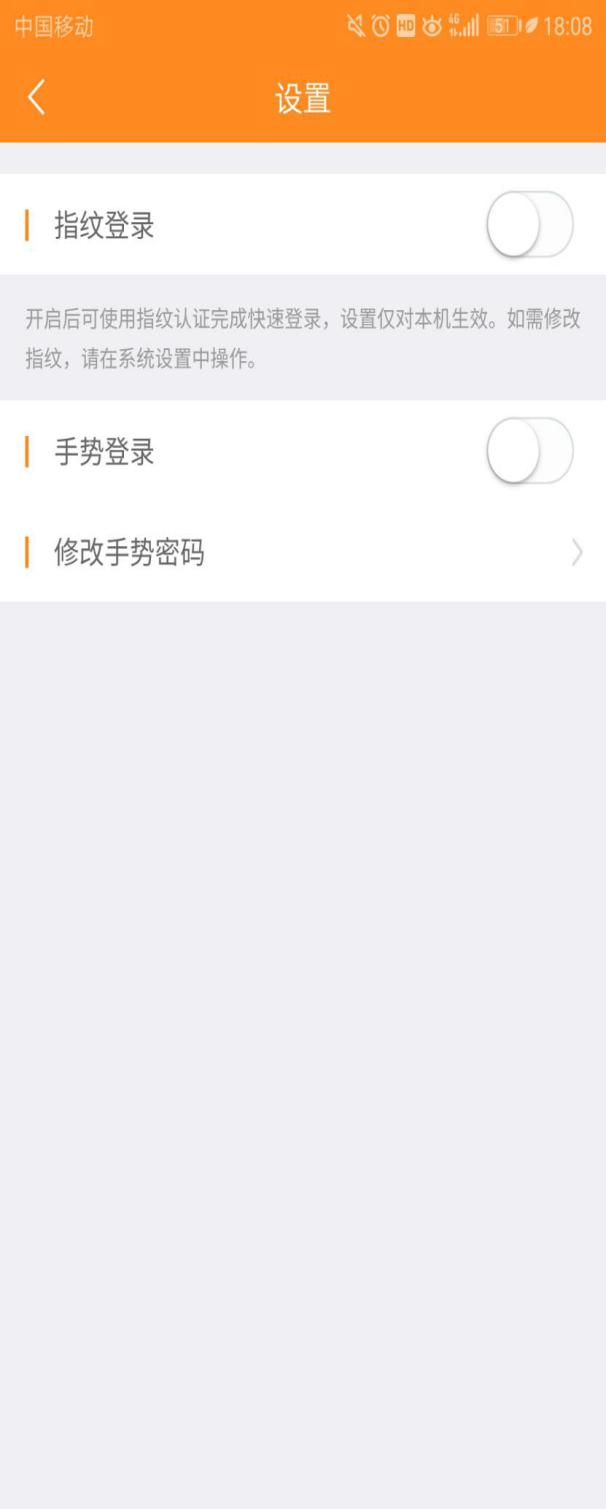 中国移动 HD 4G 51 18:08
设置
指纹登录
开启后可使用指纹认证完成快速登录，设置仅对本机生效。如需修改
指纹，请在系统设置中操作。
手势登录
修改手势密码